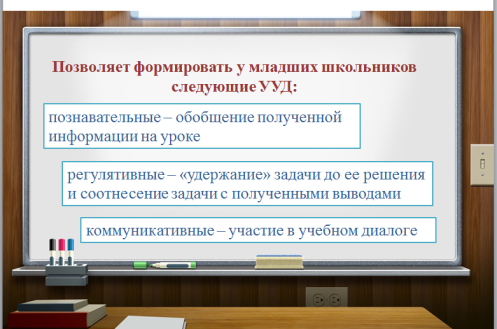 Позволяет формировать у младших школьников
следующие УУД:
познавательные – обобщение полученной
информации на уроке
регулятивные – «удержание» задачи до ее решения
и соотнесение задачи с полученными выводами
коммуникативные – участие в учебном диалоге